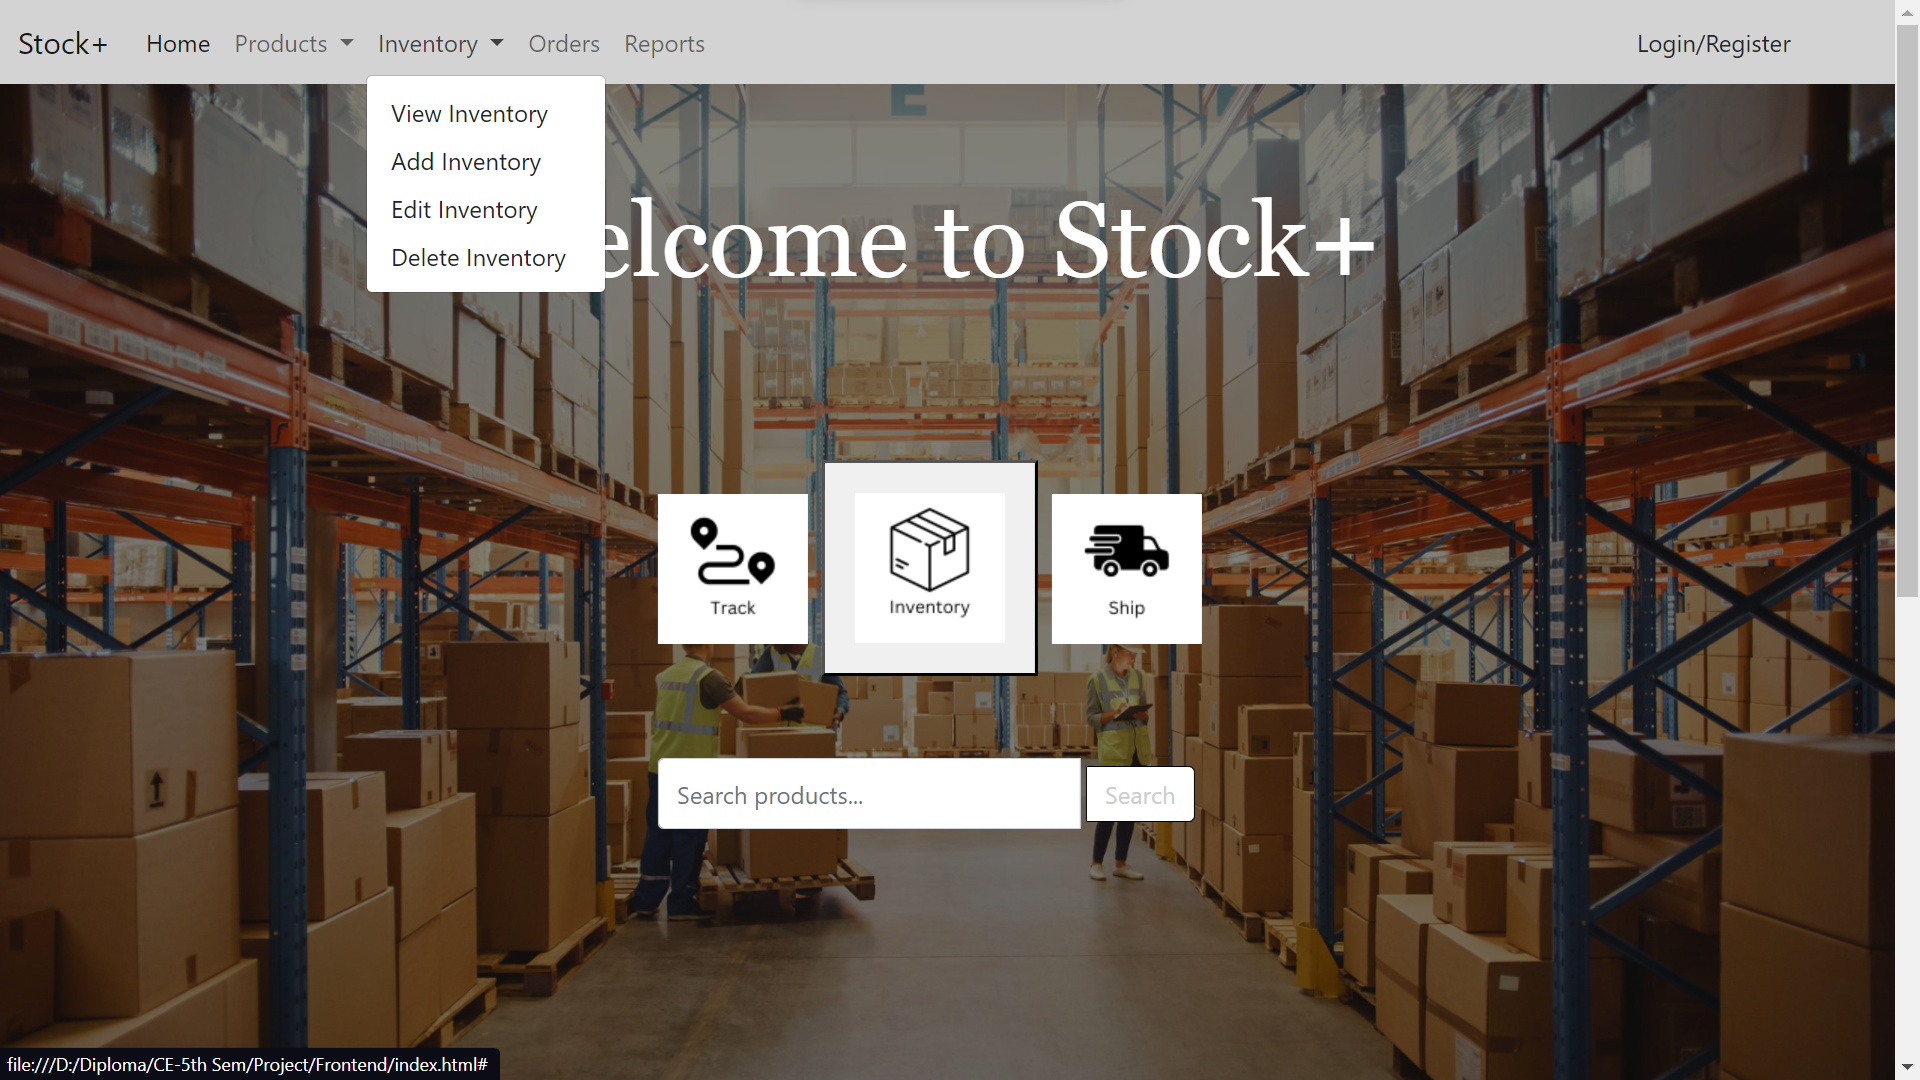 Stock+ Home Products Inventory Orders Reports Login/Register
View Inventory
Add Inventory
Edit Inventory
Delete Inventory
elcome to Stock+
Track
Inventory
Ship
Search products...
Search
file:///D:/Diploma/CE-5th Sem/Project/Frontend/index.html#